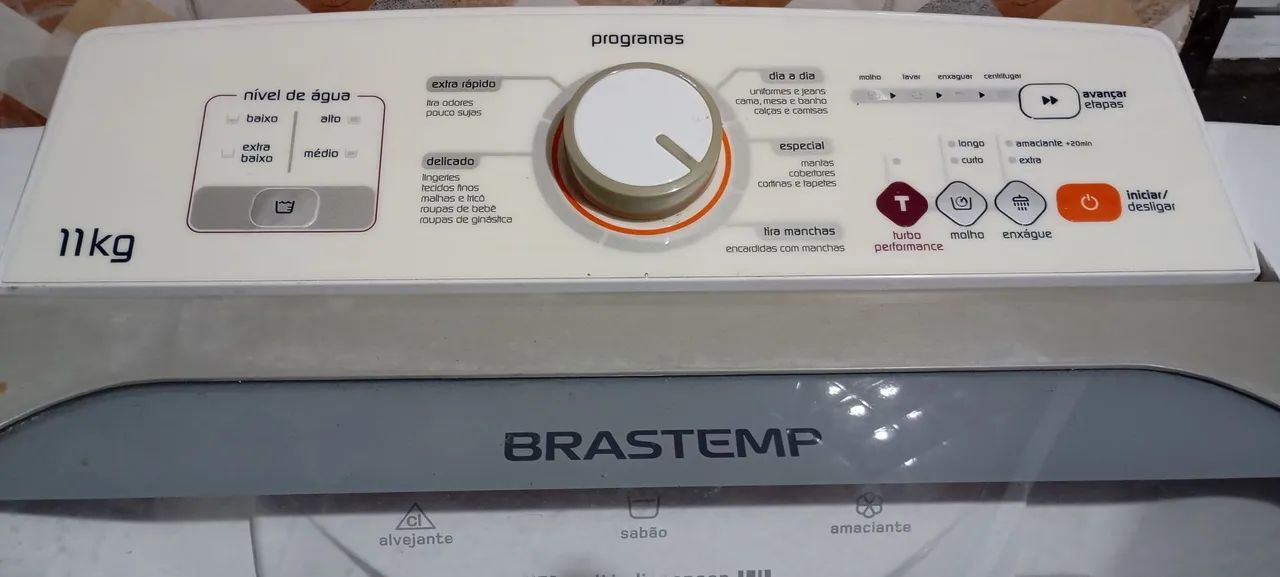 programas
nível de água
baixo
alto
extra
baixo
médio
11kg
extra rápido
tira odores
pouco sujas
delicado
lingeries
tecidos finos
malhas e tricô
roupas de bebê
roupas de ginástica
dia a dia
uniformes e jeans
cama, mesa e banho
calças e camisas
especial
mantas
cobertores
cortinas e tapetes
tira manchas
encardidas com manchas
molho lavar enxaguar centrifugar
avançar
etapas
longo
curto
amaciante +20min
extra
T
turbo
performance
molho
enxágue
iniciar/
desligar
BRASTEMP
cl
alvejante
sabão
amaciante